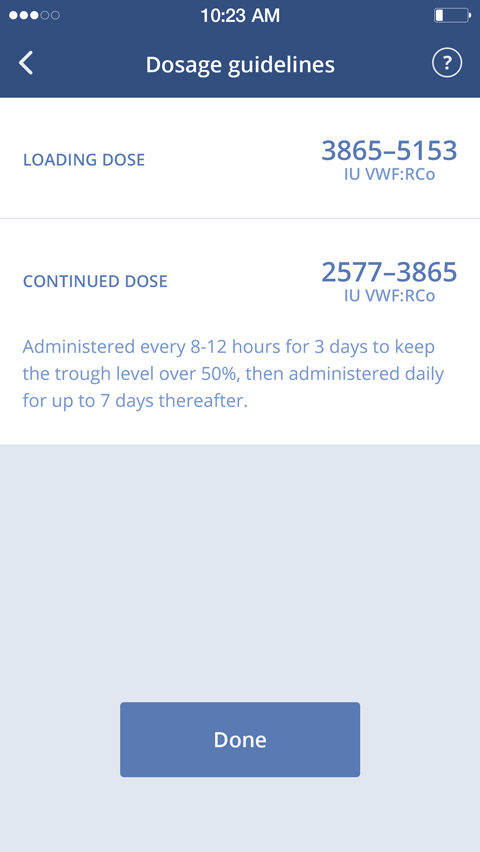 10:23 AM
Dosage guidelines
?
LOADING DOSE
3865–5153
IU VWF:RCo
CONTINUED DOSE
2577–3865
IU VWF:RCo
Administered every 8-12 hours for 3 days to keep
the trough level over 50%, then administered daily
for up to 7 days thereafter.
Done